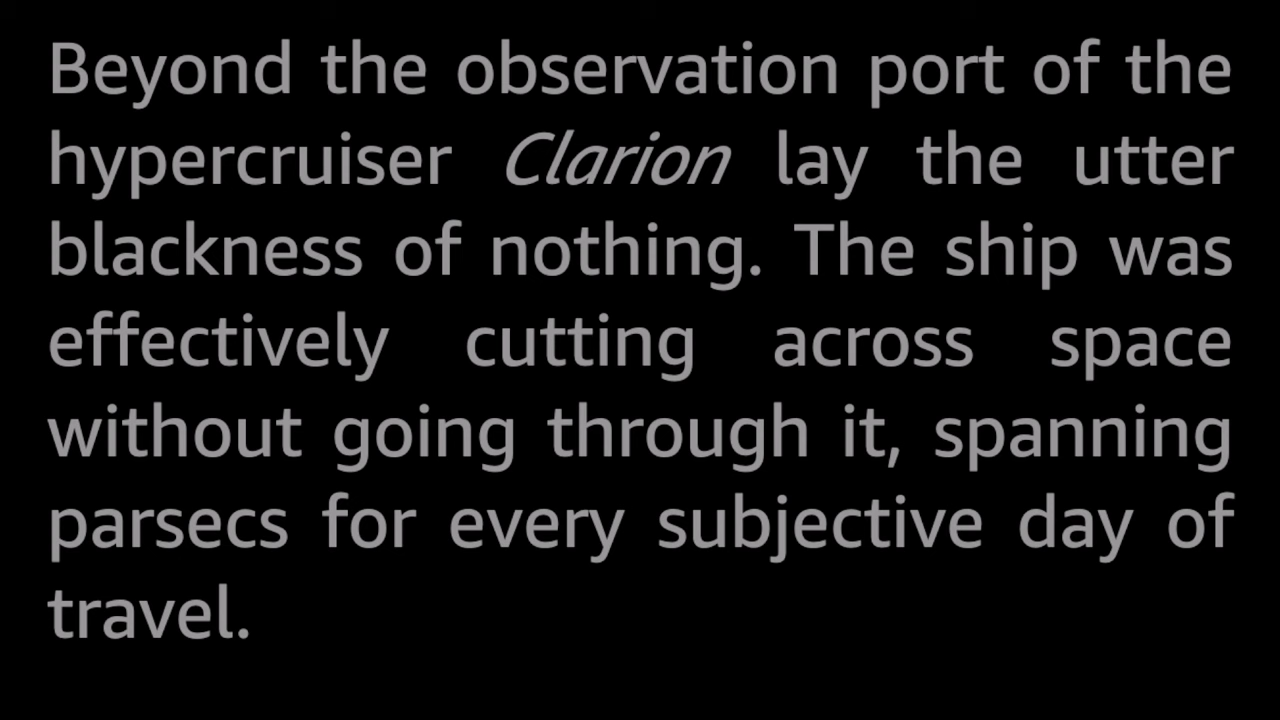 Beyond the observation port of the
hypercruiser Clarion lay the utter
blackness of nothing. The ship was
effectively cutting across space
without going through it, spanning
parsecs for every subjective day of
travel.